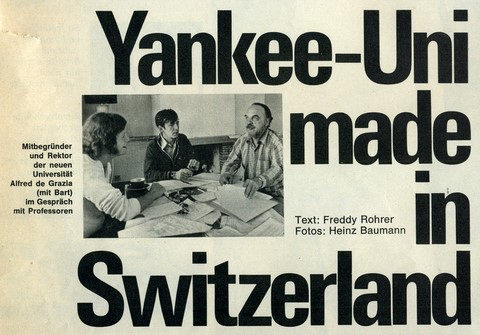 Yankee-Uni
made
in
Switzerland
Mitbegründer
und Rektor
der neuen
Universität
Alfred de Grazia
(mit Bart)
im Gespräch
mit Professoren
Text: Freddy Rohrer
Fotos: Heinz Baumann